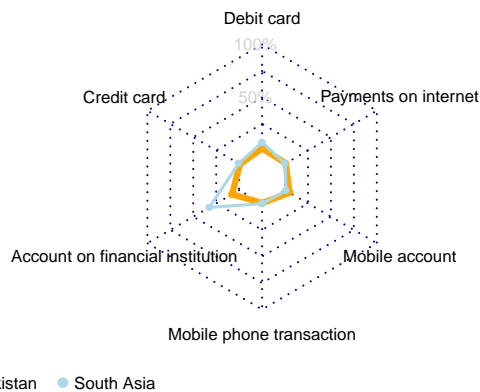 Debit card
100%
Credit card
50%
Payments on internet
Account on financial institution
Mobile account
Mobile phone transaction
South Asia